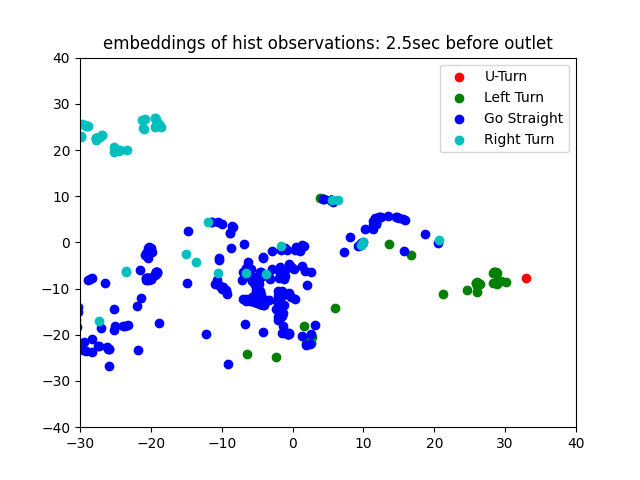 embeddings of hist observations: 2.5sec before outlet
U-Turn
Left Turn
Go Straight
Right Turn
40
30
20
10
0
−10
−20
−30
−40
−30 −20 −10 0 10 20 30 40